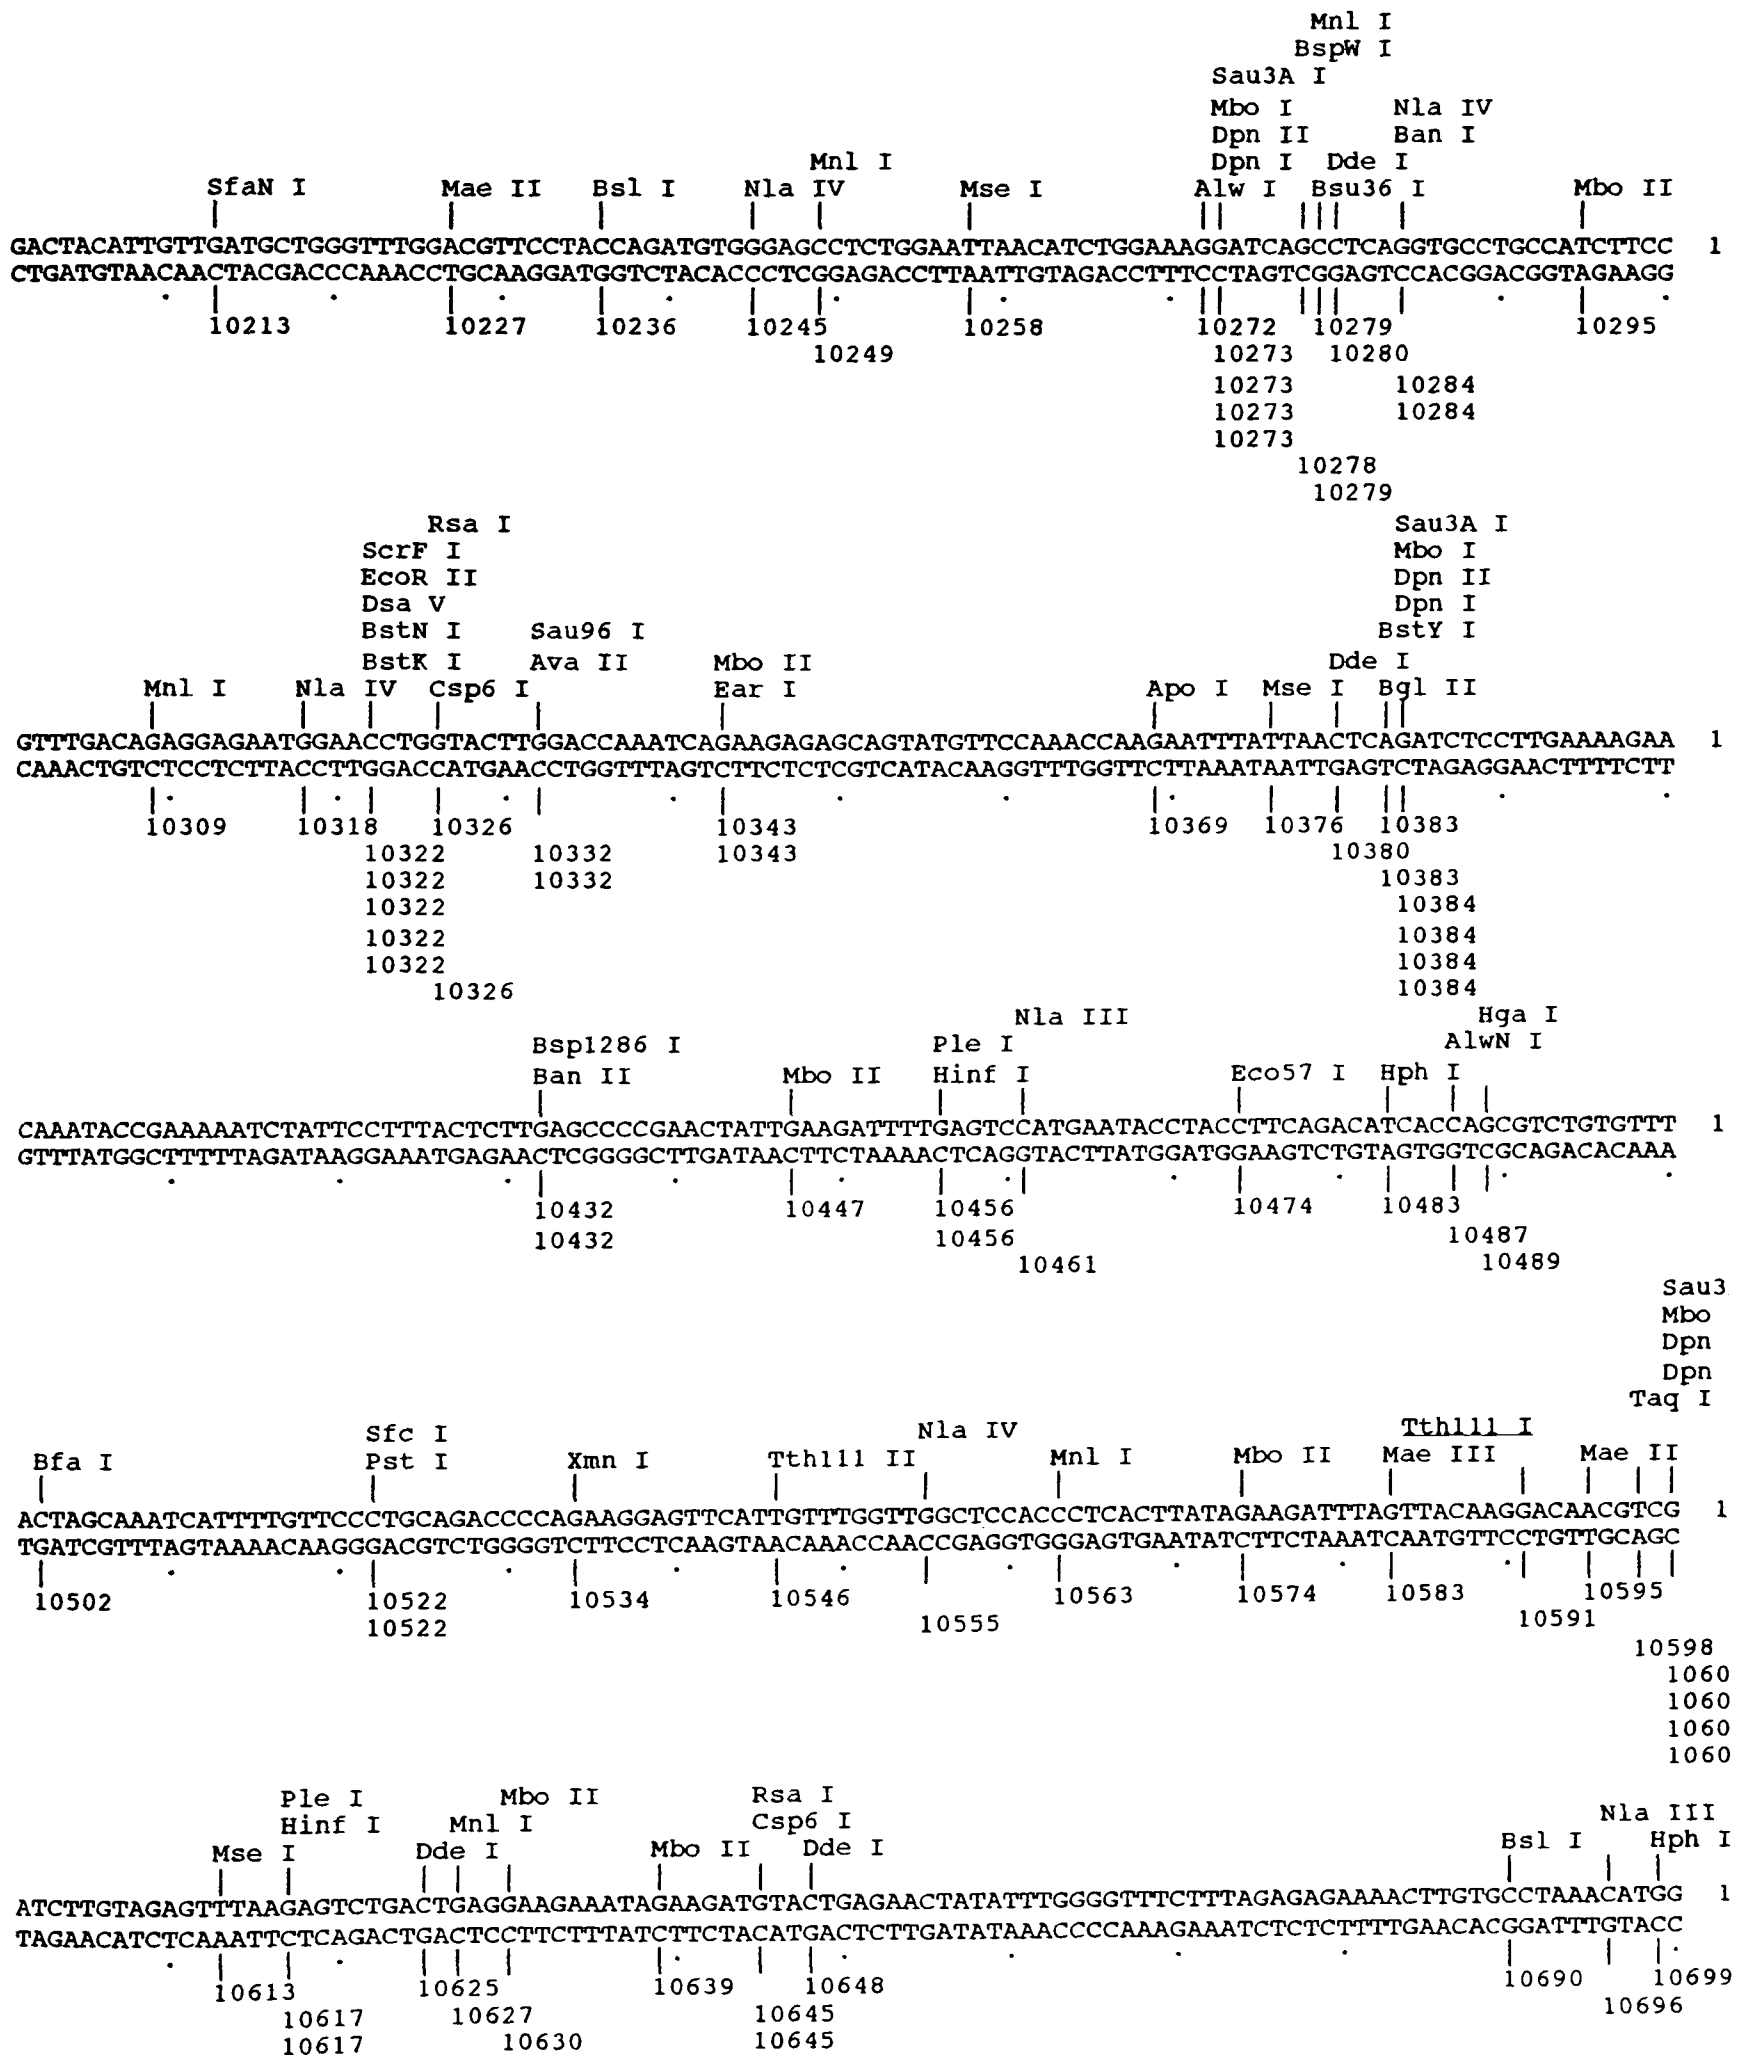 Mnl I
BspW I
Sau3A I
Mbo I Nla IV
Dpn II Ban I
Mnl I Dpn I Dde I
SfaN I Mae II Bsl I Nla IV Mse I Alw I Bsu36 I Mbo II
GACTACATTGTTGATGCTGGGTTTGGACGTTCCTACCAGATGTGGGAGCCTCTGGAATTAACATCTGGAAAGGATCAGCCTCAGGTGCCTGCCATCTTCC 1
CTGATGTAACAACTACGACCCAAACCTGCAAGGATGGTCTACACCCTCGGAGACCTTAATTGTAGACCTTTCCTAGTCGGAGTCCACGGACGGTAGAAGG
10213 10227 10236 10245 10258 10272 10279 10295
10249 10273 10280
10273 10284
10273 10284
10273
10278
10279
Rsa I Sau3A I
ScrF I Mbo I
EcoR II Dpn II
Dsa V Dpn I
BstN I Sau96 I BstY I
BstK I Ava II Mbo II Dde I
Mnl I Nla IV Csp6 I Ear I Apo I Mse I Bgl II
GTTTGACAGAGGAGAATGGAACCTGGTACTTGGACCAAATCAGAAGAGAGCAGTATGTTCCAAACCAAGAATTTATTAACTCAGATCTCCTTGAAAAGAA 1
CAAACTGTCTCCTCTTACCTTGGACCATGAACCTGGTTTAGTCTTCTCTCGTCATACAAGGTTTGGTTCTTAAATAATTGAGTCTAGAGGAACTTTTCTT
10309 10318 10326 10343 10369 10376 10383
10322 10332 10343 10380
10322 10332 10383
10322 10384
10322 10384
10322 10384
10326 10384
Nla III Hga I
Bsp1286 I Ple I AlwN I
Ban II Mbo II Hinf I Eco57 I Hph I
CAAATACCGAAAAATCTATTCCTTTACTCTTGAGCCCCGAACTATTGAAGATTTTGAGTCCATGAATACCTACCTTCAGACATCACCAGCGTCTGTGTTT 1
GTTTATGGCTTTTTAGATAAGGAAATGAGAACTCGGGGCTTGATAACTTCTAAAACTCAGGTACTTATGGATGGAAGTCTGTAGTGGTCGCAGACACAAA
10432 10447 10456 10474 10483
10432 10456 10487
10461 10489
Sau3
Mbo
Dpn
Dpn
Taq I
Sfc I Nla IV Tth111 I
Bfa I Pst I Xmn I Tth111 II Mnl I Mbo II Mae III Mae II
ACTAGCAAATCATTTTGTTCCCTGCAGACCCCAGAAGGAGTTCATTGTTTGGTTGGCTCCACCCTCACTTATAGAAGATTTAGTTACAAGGACAACGTCG 1
TGATCGTTTAGTAAAACAAGGGACGTCTGGGGTCTTCCTCAAGTAACAAACCAACCGAGGTGGGAGTGAATATCTTCTAAATCAATGTTCCTGTTGCAGC
10502 10522 10534 10546 10563 10574 10583 10595
10522 10555 10591
10598
1060
1060
1060
1060
Ple I Mbo II Rsa I
Hinf I Mnl I Csp6 I Nla III
Mse I Dde I Mbo II Dde I Bsl I Hph I
ATCTTGTAGAGTTTAAGAGTCTGACTGAGGAAGAAATAGAAGATGTACTGAGAACTATATTTGGGGTTTCTTTAGAGAGAAAACTTGTGCCTAAACATGG 1
TAGAACATCTCAAATTCTCAGACTGACTCCTTCTTTATCTTCTACATGACTCTTGATATAAACCCCAAAGAAATCTCTCTTTTGAACACGGATTTGTACC
10613 10625 10639 10648 10690 10699
10617 10627 10645 10696
10617 10630 10645